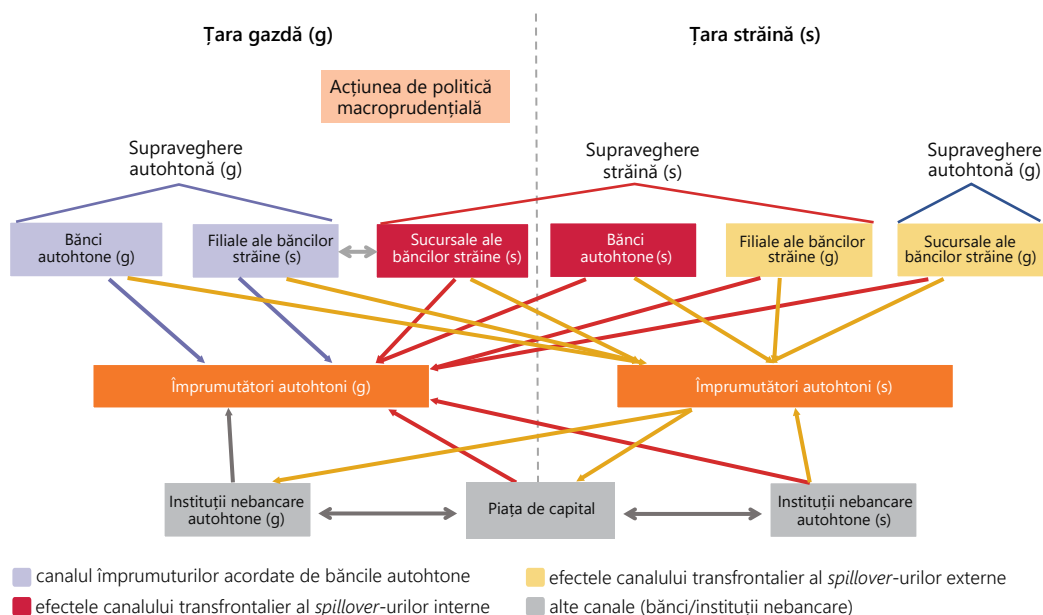 Țara gazdă (g)
Țara străină (s)
Acțiunea de politică
macroprudențială
Supraveghere
autohtonă (g)
Supraveghere
străină (s)
Supraveghere
autohtonă (g)
Bănci
autohtone (g)
Filiale ale băncilor
străine (s)
Sucursale ale
băncilor străine (s)
Bănci
autohtone (s)
Filiale ale băncilor
străine (g)
Sucursale ale
băncilor străine (g)
Împrumutători autohtoni (g)
Împrumutători autohtoni (s)
Instituții nebancare
autohtone (g)
Piața de capital
Instituții nebancare
autohtone (s)
canalul împrumuturilor acordate de băncile autohtone
efectele canalului transfrontalier al spillover-urilor externe
efectele canalului transfrontalier al spillover-urilor interne
alte canale (bănci/instituții nebancare)